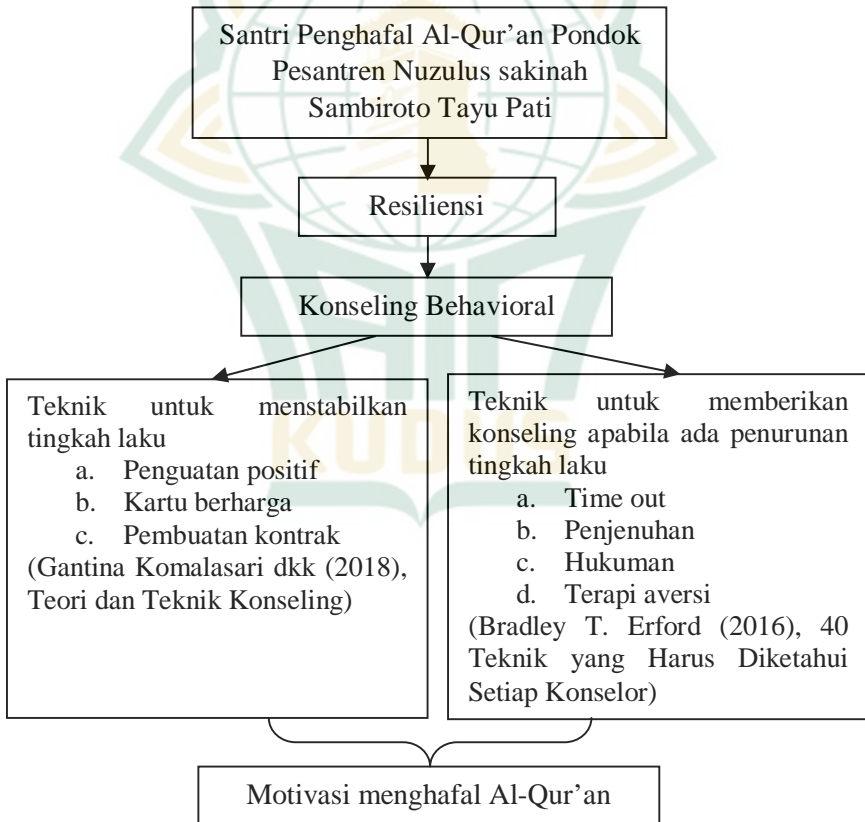 Santri Penghafal Al-Qur’an Pondok
Pesantren Nuzulus sakinah
Sambiroto Tayu Pati
Resiliensi
Konseling Behavioral
Teknik untuk menstabilkan
tingkah laku
a. Penguatan positif
b. Kartu berharga
c. Pembuatan kontrak
(Gantina Komalasari dkk (2018),
Teori dan Teknik Konseling)
Teknik untuk memberikan
konseling apabila ada penurunan
tingkah laku
a. Time out
b. Penjenuhan
c. Hukuman
d. Terapi aversi
(Bradley T. Erford (2016), 40
Teknik yang Harus Diketahui
Setiap Konselor)
KUDUS
Motivasi menghafal Al-Qur’an